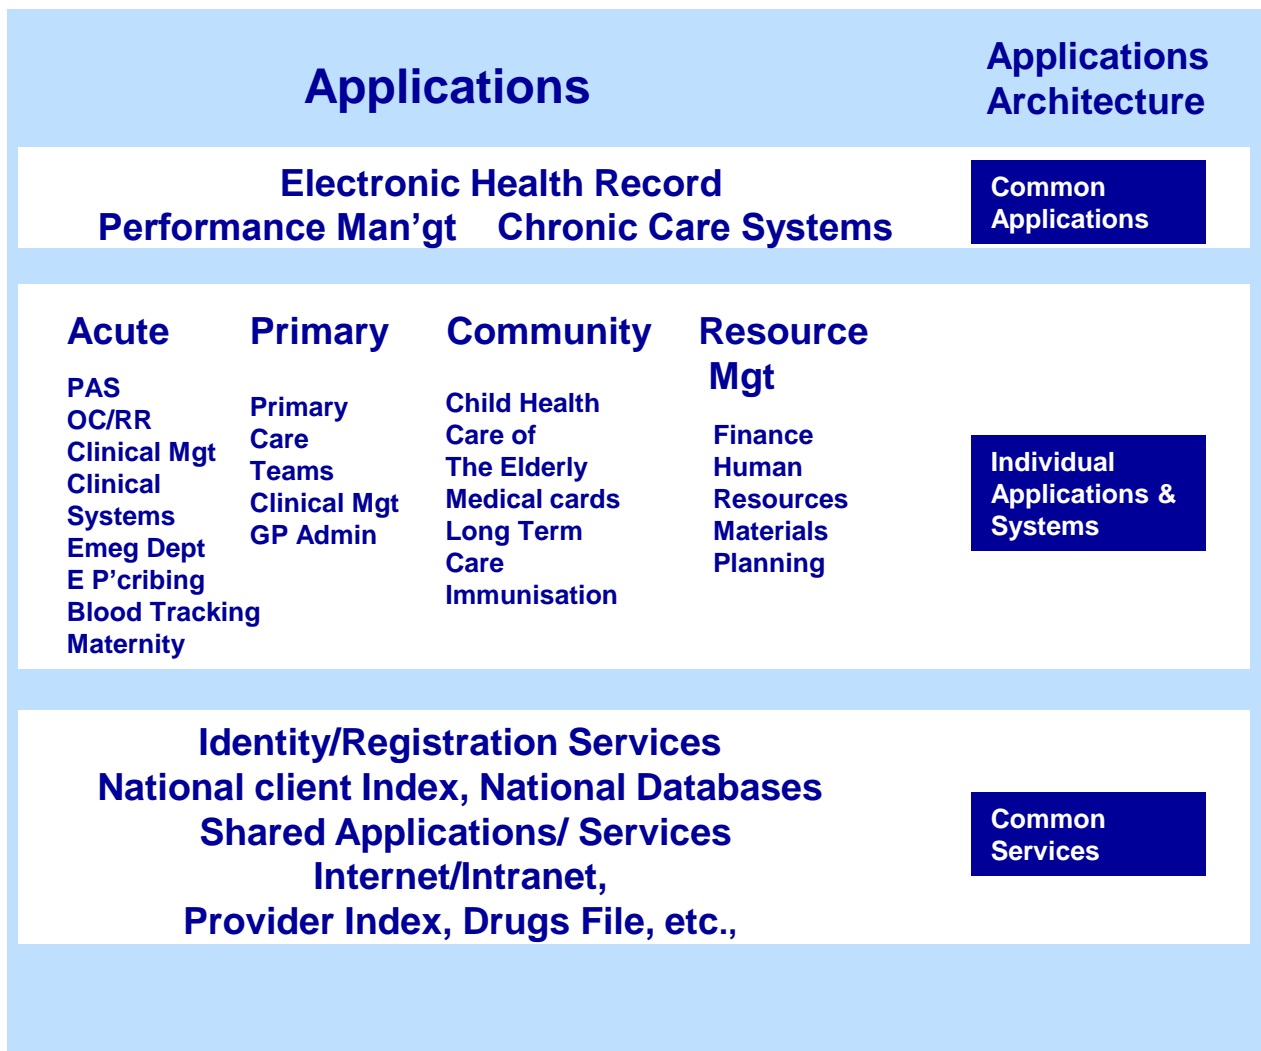 Applications
Applications
Architecture
Electronic Health Record
Performance Man’gt Chronic Care Systems
Common
Applications
Acute
PAS
OC/RR
Clinical Mgt
Clinical
Systems
Emeg Dept
E P’cribing
Blood Tracking
Maternity
Primary
Primary
Care
Teams
Clinical Mgt
GP Admin
Community
Child Health
Care of
The Elderly
Medical cards
Long Term
Care
Immunisation
Resource
Mgt
Finance
Human
Resources
Materials
Planning
Individual
Applications &
Systems
Identity/Registration Services
National client Index, National Databases
Shared Applications/ Services
Internet/Intranet,
Provider Index, Drugs File, etc.,
Common
Services